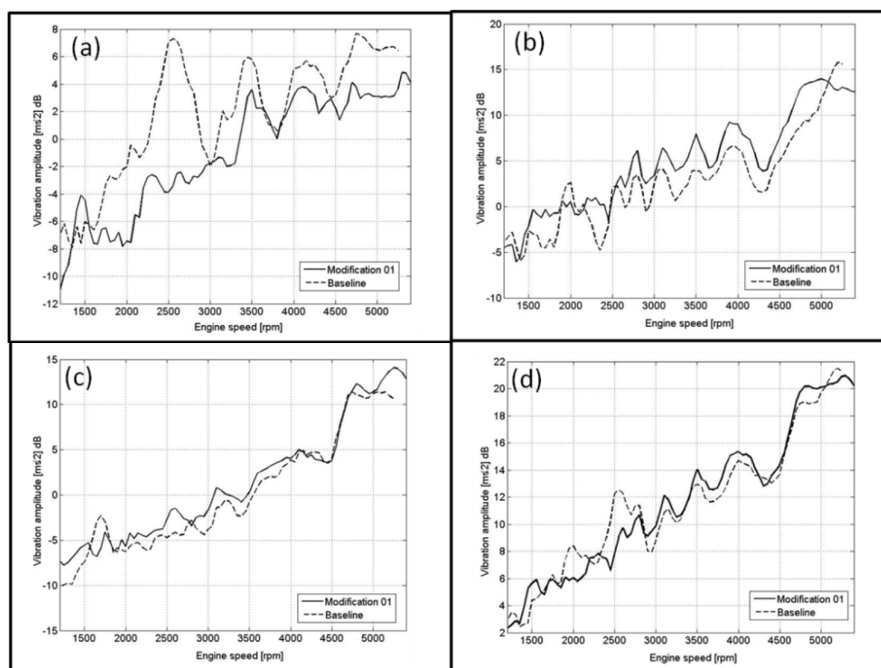 (a)
Vibration amplitude [ms2] dB
8
6
4
2
0
-2
-4
-6
-8
-10
-12
1500 2000 2500 3000 3500 4000 4500 5000
Engine speed [rpm]
Modification 01
Baseline
(b)
Vibration amplitude [ms2] dB
20
15
10
5
0
-5
-10
1500 2000 2500 3000 3500 4000 4500 5000
Engine speed [rpm]
Modification 01
Baseline
(c)
Vibration amplitude [ms2] dB
15
10
5
0
-5
-10
-15
1500 2000 2500 3000 3500 4000 4500 5000
Engine speed [rpm]
Modification 01
Baseline
(d)
Vibration amplitude [ms2] dB
22
20
18
16
14
12
10
8
6
4
2
1500 2000 2500 3000 3500 4000 4500 5000
Engine speed [rpm]
Modification 01
Baseline